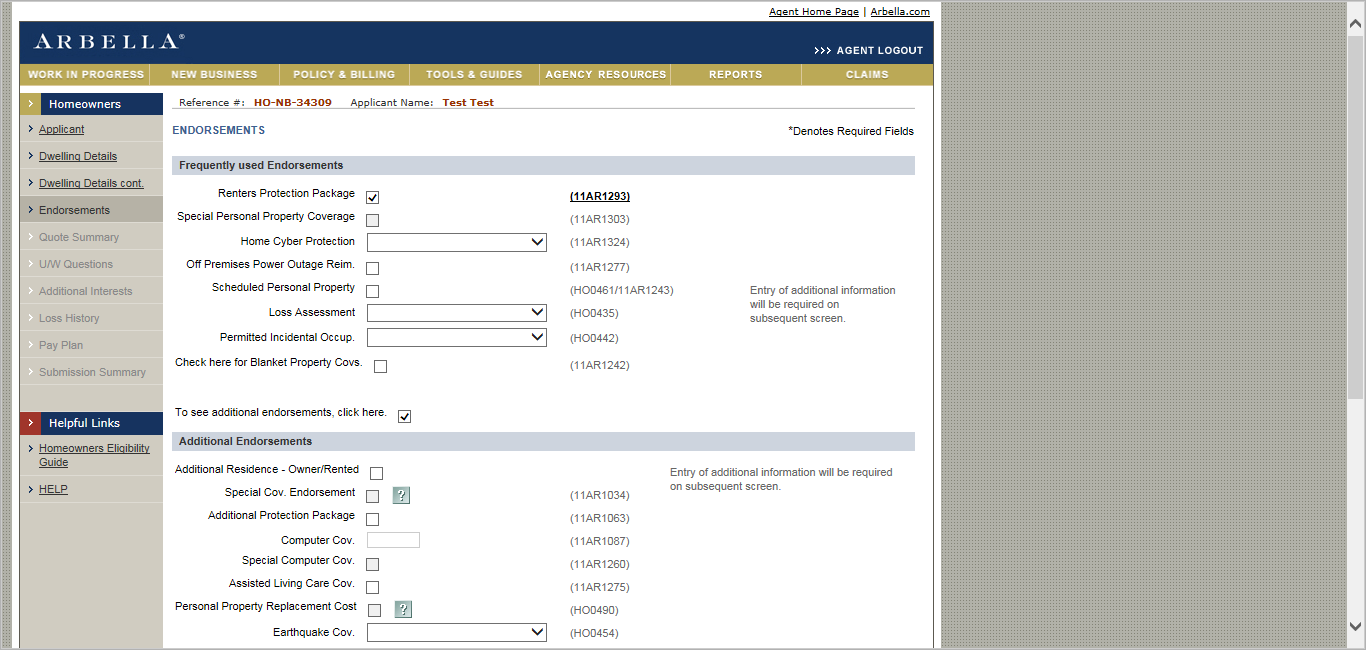 Agent Home Page | Arbella.com
ARBELLA®
>>> AGENT LOGOUT
WORK IN PROGRESS NEW BUSINESS POLICY & BILLING TOOLS & GUIDES AGENCY RESOURCES REPORTS CLAIMS
Homeowners
Applicant
Dwelling Details
Dwelling Details cont.
Endorsements
Quote Summary
U/W Questions
Additional Interests
Loss History
Pay Plan
Submission Summary
Helpful Links
Homeowners Eligibility
Guide
HELP
Reference #: HO-NB-34309 Applicant Name: Test Test
ENDORSEMENTS
*Denotes Required Fields
Frequently used Endorsements
Renters Protection Package (11AR1293)
Special Personal Property Coverage (11AR1303)
Home Cyber Protection (11AR1324)
Off Premises Power Outage Reim. (11AR1277)
Scheduled Personal Property (HO0461/11AR1243)
Entry of additional information
will be required on
subsequent screen.
Loss Assessment (HO0435)
Permitted Incidental Occup. (HO0442)
Check here for Blanket Property Covs. (11AR1242)
To see additional endorsements, click here.
Additional Endorsements
Additional Residence - Owner/Rented
Entry of additional information will be required
on subsequent screen.
Special Cov. Endorsement ? (11AR1034)
Additional Protection Package (11AR1063)
Computer Cov. (11AR1087)
Special Computer Cov. (11AR1260)
Assisted Living Care Cov. (11AR1275)
Personal Property Replacement Cost ? (HO0490)
Earthquake Cov. (HO0454)